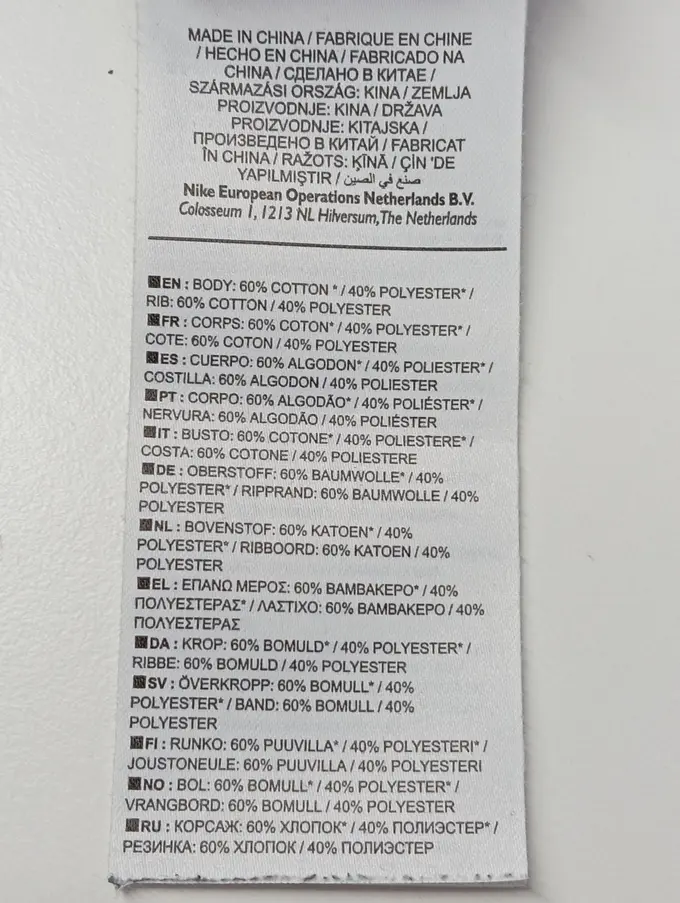 MADE IN CHINA / FABRIQUE EN CHINE
/ HECHO EN CHINA / FABRICADO NA
CHINA / СДЕЛАНО В КИТАЕ /
SZÁRMAZÁSI ORSZÁG: KINA / ZEMLJA
PROIZVODNJE: KINA / DRŽAVA
PROIZVODNJE: KITAJSKA /
ПРОИЗВЕДЕНО В КИТАЙ / FABRICAT
ÎN CHINA / RAŽOTS: ĶĪNĀ / ÇİN 'DE
YAPILMIŞTIR / صنع في الصين
Nike European Operations Netherlands B.V.
Colosseum 1, 1213 NL Hilversum,The Netherlands
EN : BODY: 60% COTTON * / 40% POLYESTER* /
RIB: 60% COTTON / 40% POLYESTER
FR : CORPS: 60% COTON* / 40% POLYESTER* /
COTE: 60% COTON / 40% POLYESTER
ES : CUERPO: 60% ALGODON* / 40% POLIESTER* /
COSTILLA: 60% ALGODON / 40% POLIESTER
PT : CORPO: 60% ALGODÃO* / 40% POLIÉSTER* /
NERVURA: 60% ALGODÃO / 40% POLIÉSTER
IT : BUSTO: 60% COTONE* / 40% POLIESTERE* /
COSTA: 60% COTONE / 40% POLIESTERE
DE : OBERSTOFF: 60% BAUMWOLLE* / 40%
POLYESTER* / RIPPRAND: 60% BAUMWOLLE / 40%
POLYESTER
NL : BOVENSTOF: 60% KATOEN* / 40%
POLYESTER* / RIBBOORD: 60% KATOEN / 40%
POLYESTER
EL : ΕΠΑΝΩ ΜΕΡΟΣ: 60% ΒΑΜΒΑΚΕΡΟ* / 40%
ΠΟΛΥΕΣΤΕΡΑΣ* / ΛΑΣΤΙΧΟ: 60% ΒΑΜΒΑΚΕΡΟ / 40%
ΠΟΛΥΕΣΤΕΡΑΣ
DA : KROP: 60% BOMULD* / 40% POLYESTER* /
RIBBE: 60% BOMULD / 40% POLYESTER
SV : ÖVERKROPP: 60% BOMULL* / 40%
POLYESTER* / BAND: 60% BOMULL / 40%
POLYESTER
FI : RUNKO: 60% PUUVILLA* / 40% POLYESTERI* /
JOUSTONEULE: 60% PUUVILLA / 40% POLYESTERI
NO : BOL: 60% BOMULL* / 40% POLYESTER* /
VRANGBORD: 60% BOMULL / 40% POLYESTER
RU : КОРСАЖ: 60% ХЛОПОК* / 40% ПОЛИЭСТЕР* /
РЕЗИНКА: 60% ХЛОПОК / 40% ПОЛИЭСТЕР